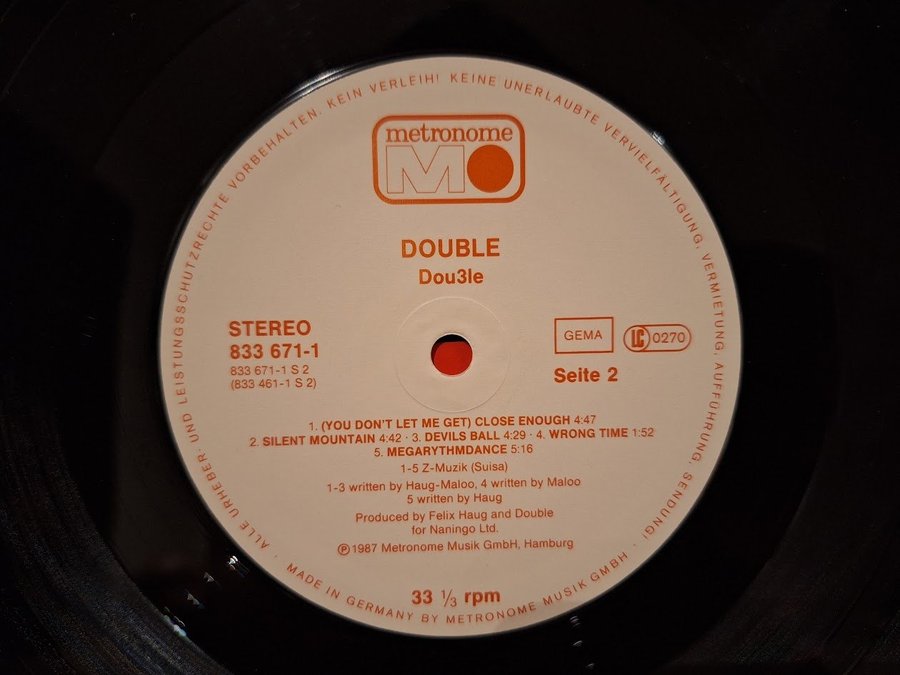 · ALLE URHEBER- UND LEISTUNGSSCHUTZRECHTE VORBEHALTEN. KEIN VERLEIH! KEINE UNERLAUBTE VERVIELFÄLTIGUNG, VERMIETUNG, AUFFÜHRUNG, SENDUNG! ·
metronome
MO
DOUBLE
Dou3le
STEREO
833 671-1
833 671-1 S 2
(833 461-1 S 2)
GEMA
LC 0270
Seite 2
1. (YOU DON'T LET ME GET) CLOSE ENOUGH 4:47
2. SILENT MOUNTAIN 4:42 · 3. DEVILS BALL 4:29 · 4. WRONG TIME 1:52
5. MEGARYTHMDANCE 5:16
1-5 Z-Muzik (Suisa)
1-3 written by Haug-Maloo, 4 written by Maloo
5 written by Haug
Produced by Felix Haug and Double
for Naningo Ltd.
℗ 1987 Metronome Musik GmbH, Hamburg
33 ⅓ rpm
MADE IN GERMANY BY METRONOME MUSIK GMBH